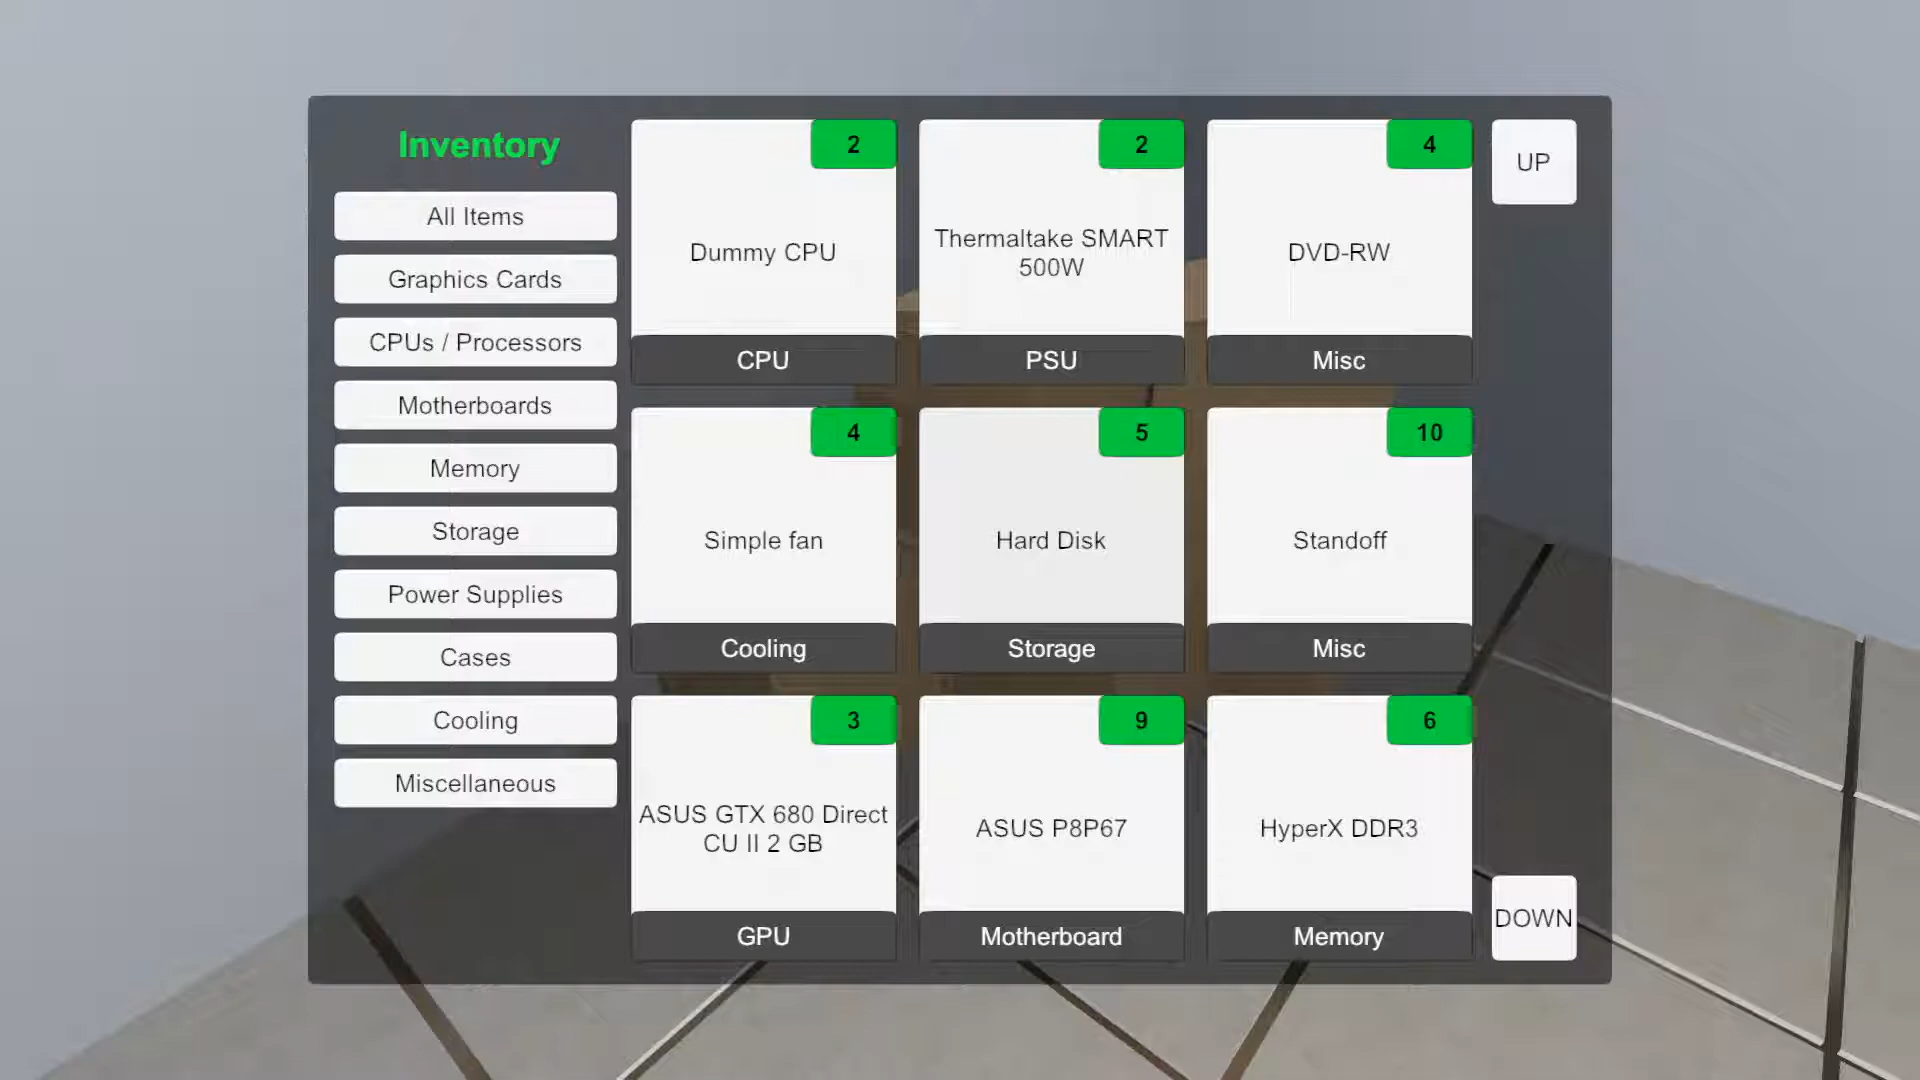 Inventory
All Items
Graphics Cards
CPUs / Processors
Motherboards
Memory
Storage
Power Supplies
Cases
Cooling
Miscellaneous
2
Dummy CPU
CPU
2
Thermaltake SMART
500W
PSU
4
DVD-RW
Misc
4
Simple fan
Cooling
5
Hard Disk
Storage
10
Standoff
Misc
3
ASUS GTX 680 Direct
CU II 2 GB
GPU
9
ASUS P8P67
Motherboard
6
HyperX DDR3
Memory
UP
DOWN